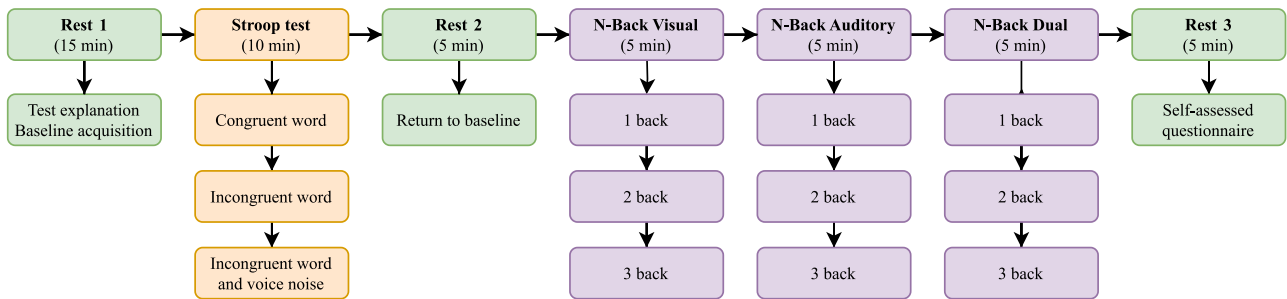 Rest 1
(15 min)
Stroop test
(10 min)
Rest 2
(5 min)
N-Back Visual
(5 min)
N-Back Auditory
(5 min)
N-Back Dual
(5 min)
Rest 3
(5 min)
Test explanation
Baseline acquisition
Congruent word
Return to baseline
1 back
1 back
1 back
Self-assessed
questionnaire
Incongruent word
2 back
2 back
2 back
Incongruent word
and voice noise
3 back
3 back
3 back